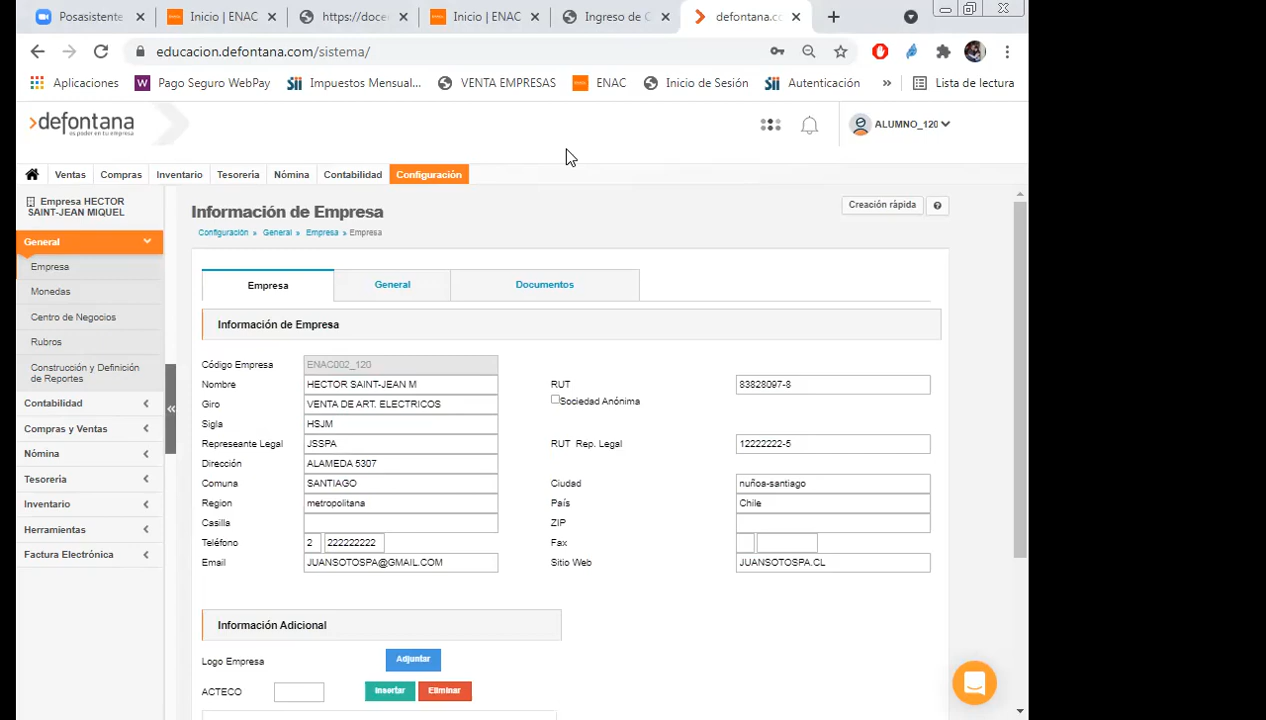 Posasistente
Inicio | ENAC
https://doce
Inicio | ENAC
Ingreso de C
defontana.co
educacion.defontana.com/sistema/
Aplicaciones
Pago Seguro WebPay
Impuestos Mensual...
VENTA EMPRESAS
ENAC
Inicio de Sesión
Autenticación
»
Lista de lectura
defontana
es poder en tu empresa
ALUMNO_120
Ventas
Compras
Inventario
Tesorería
Nómina
Contabilidad
Configuración
Empresa HECTOR
SAINT-JEAN MIQUEL
General
Empresa
Monedas
Centro de Negocios
Rubros
Construcción y Definición
de Reportes
Contabilidad
Compras y Ventas
Nómina
Tesorería
Inventario
Herramientas
Factura Electrónica
«
Información de Empresa
Creación rápida
Configuración » General » Empresa » Empresa
Empresa
General
Documentos
Información de Empresa
Código Empresa ENAC002_120
Nombre HECTOR SAINT-JEAN M RUT 83828097-8
Giro VENTA DE ART. ELECTRICOS Sociedad Anónima
Sigla HSJM
Represeante Legal JSSPA RUT Rep. Legal 12222222-5
Dirección ALAMEDA 5307
Comuna SANTIAGO Ciudad nuñoa-santiago
Region metropolitana País Chile
Casilla ZIP
Teléfono 2 222222222 Fax
Email JUANSOTOSPA@GMAIL.COM Sitio Web JUANSOTOSPA.CL
Información Adicional
Logo Empresa Adjuntar
ACTECO Insertar Eliminar